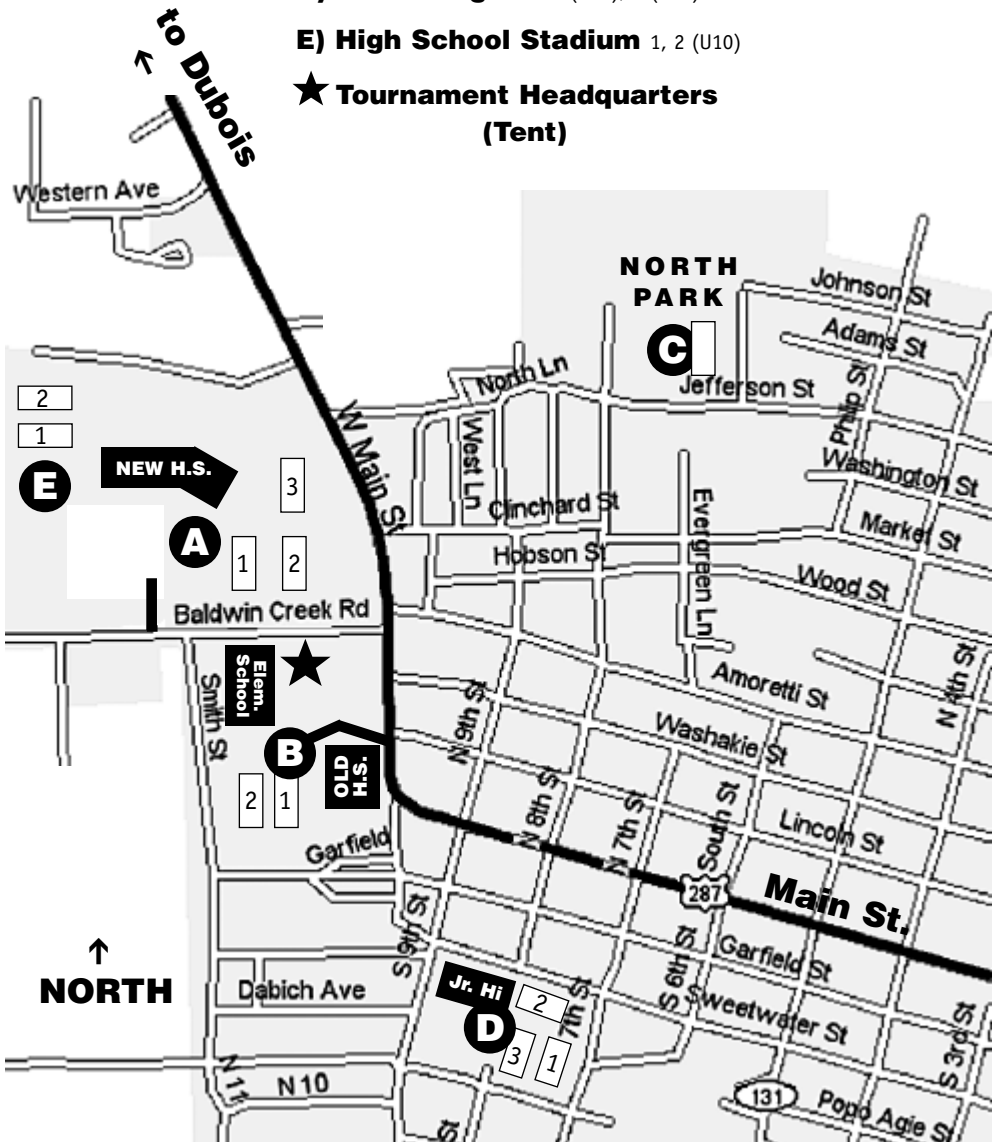 E) High School Stadium 1, 2 (U10)
★ Tournament Headquarters
(Tent)
to Dubois
←
Western Ave
NORTH
PARK
C
Johnson St
Adams St
Jefferson St
Philip St
North Ln
West Ln
W Main St
2
1
E
NEW H.S.
3
A
1
2
Clinchard St
Hobson St
Evergreen Ln
Washington St
Market St
Wood St
Baldwin Creek Rd
Elem.
School
Smith St
B
OLD
H.S.
2
1
N 9th St
N 8th St
N 7th St
South St
Amoretti St
Washakie St
N 4th St
Lincoln St
Garfield
287
Main St.
S 9th St
↑
NORTH
Dabich Ave
Jr. Hi
D
2
3
1
7th St
S 6th St
Garfield St
Sweetwater St
S 3rd St
N 11
N 10
131
Popo Agie St
St